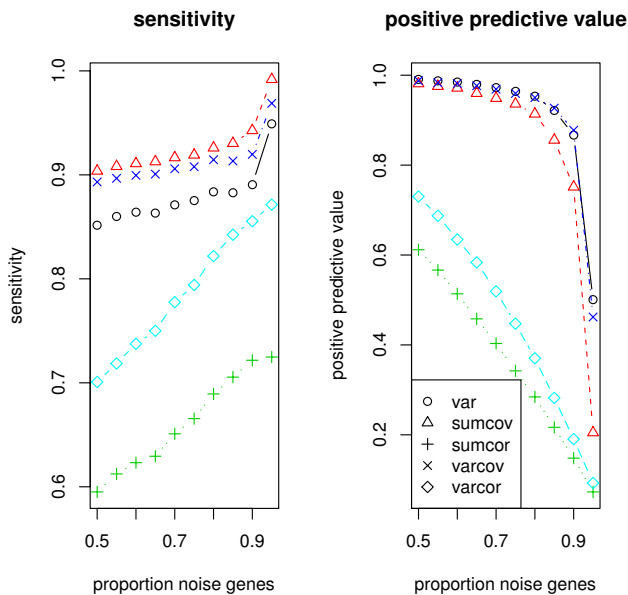 sensitivity
sensitivity
1.0
0.9
0.8
0.7
0.6
0.5
0.7
0.9
proportion noise genes
positive predictive value
positive predictive value
1.0
0.8
0.6
0.4
0.2
var
sumcov
sumcor
varcov
varcor
0.5
0.7
0.9
proportion noise genes